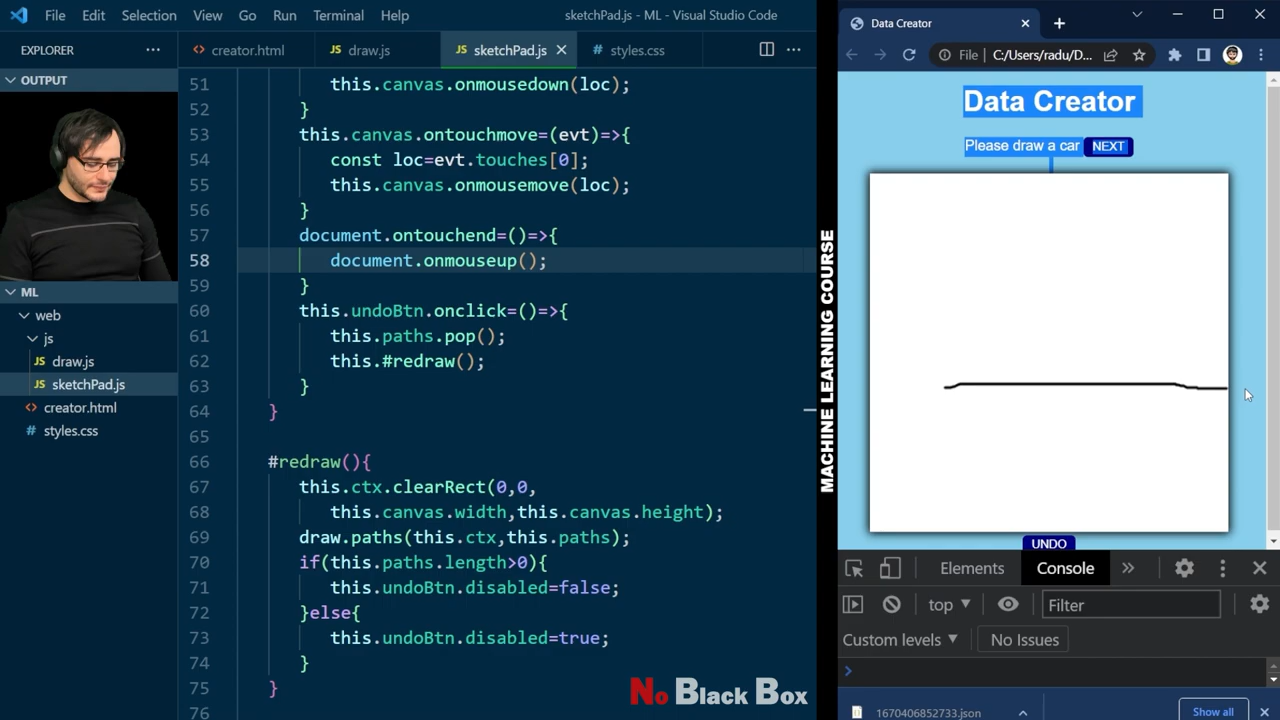 File Edit Selection View Go Run Terminal Help
sketchPad.js - ML - Visual Studio Code
EXPLORER
OUTPUT
ML
web
js
draw.js
sketchPad.js
creator.html
styles.css
creator.html draw.js sketchPad.js styles.css
51 this.canvas.onmousedown(loc);
52 }
53 this.canvas.ontouchmove=(evt)=>{
54 const loc=evt.touches[0];
55 this.canvas.onmousemove(loc);
56 }
57 document.ontouchend=()=>{
58 document.onmouseup();
59 }
60 this.undoBtn.onclick=()=>{
61 this.paths.pop();
62 this.#redraw();
63 }
64 }
65
66 #redraw(){
67 this.ctx.clearRect(0,0,
68 this.canvas.width,this.canvas.height);
69 draw.paths(this.ctx,this.paths);
70 if(this.paths.length>0){
71 this.undoBtn.disabled=false;
72 }else{
73 this.undoBtn.disabled=true;
74 }
75 }
76
No Black Box
MACHINE LEARNING COURSE
Data Creator
File C:/Users/radu/D...
Data Creator
Please draw a car NEXT
UNDO
Elements Console
top Filter
Custom levels No Issues
1670406852733.json Show all